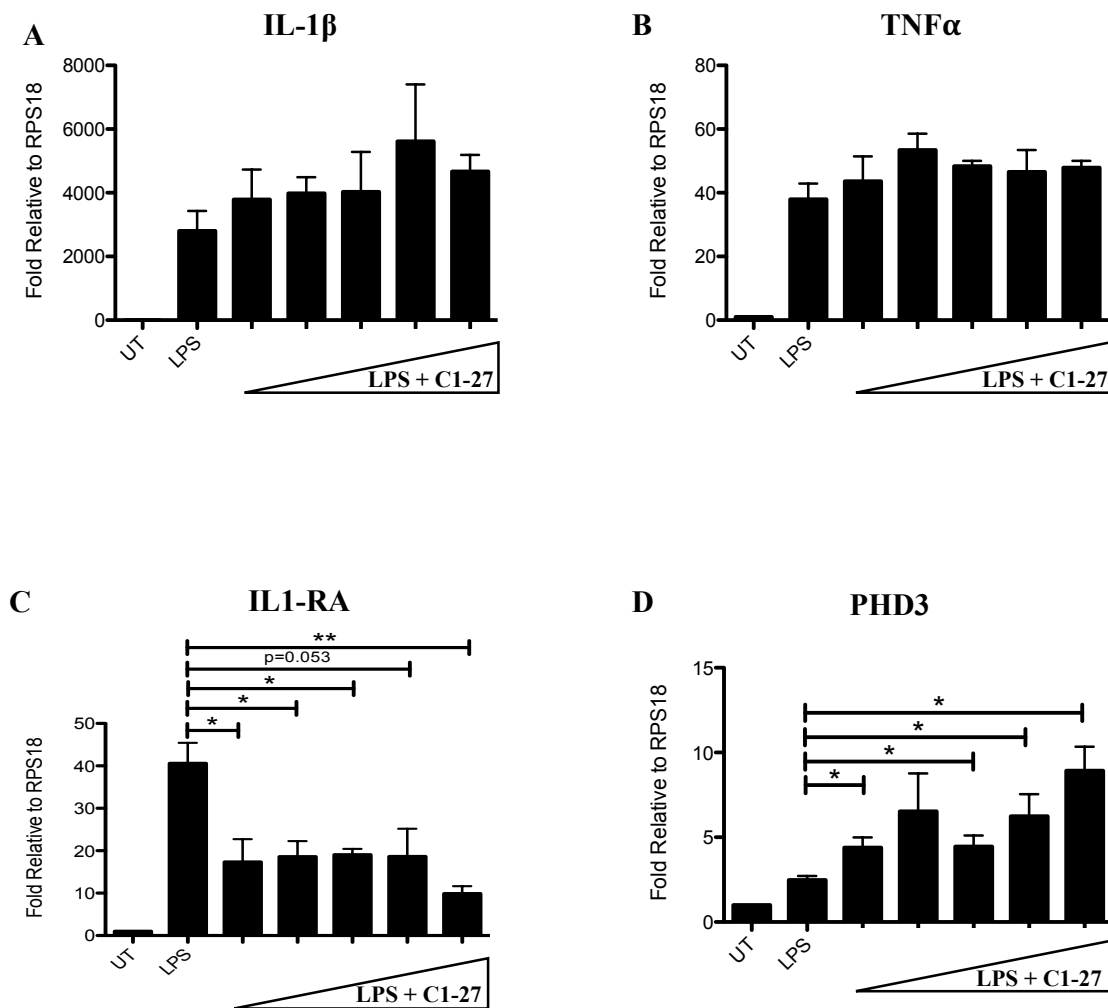 A
IL-1β
Fold Relative to RPS18
8000
6000
4000
2000
0
UT
LPS
LPS + C1-27
B
TNFα
Fold Relative to RPS18
80
60
40
20
0
UT
LPS
LPS + C1-27
C
IL1-RA
**
p=0.053
*
*
*
Fold Relative to RPS18
50
40
30
20
10
0
UT
LPS
LPS + C1-27
D
PHD3
*
*
*
*
Fold Relative to RPS18
15
10
5
0
UT
LPS
LPS + C1-27